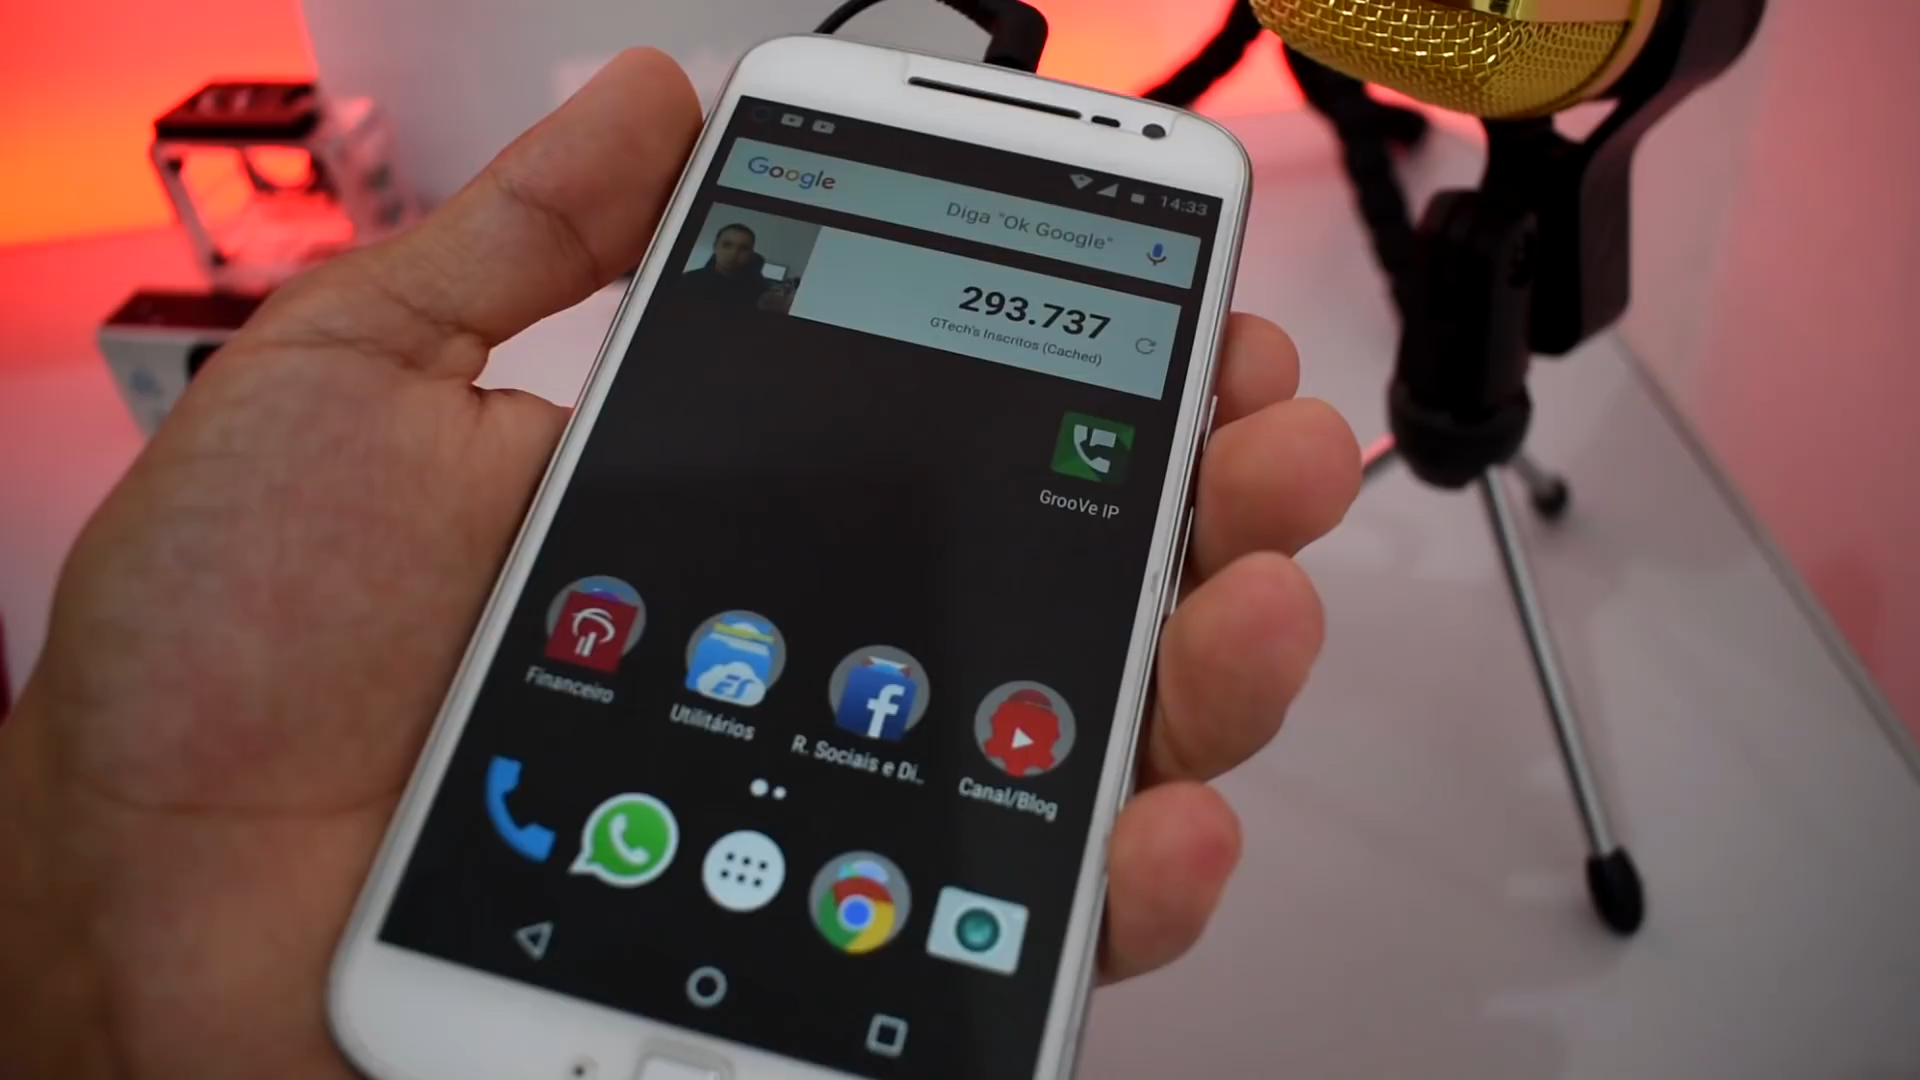 14:33
Google
Diga "Ok Google"
293.737
GTech's Inscritos (Cached)
GrooVe IP
Financeiro
Utilitários
R. Sociais e Di..
Canal/Blog